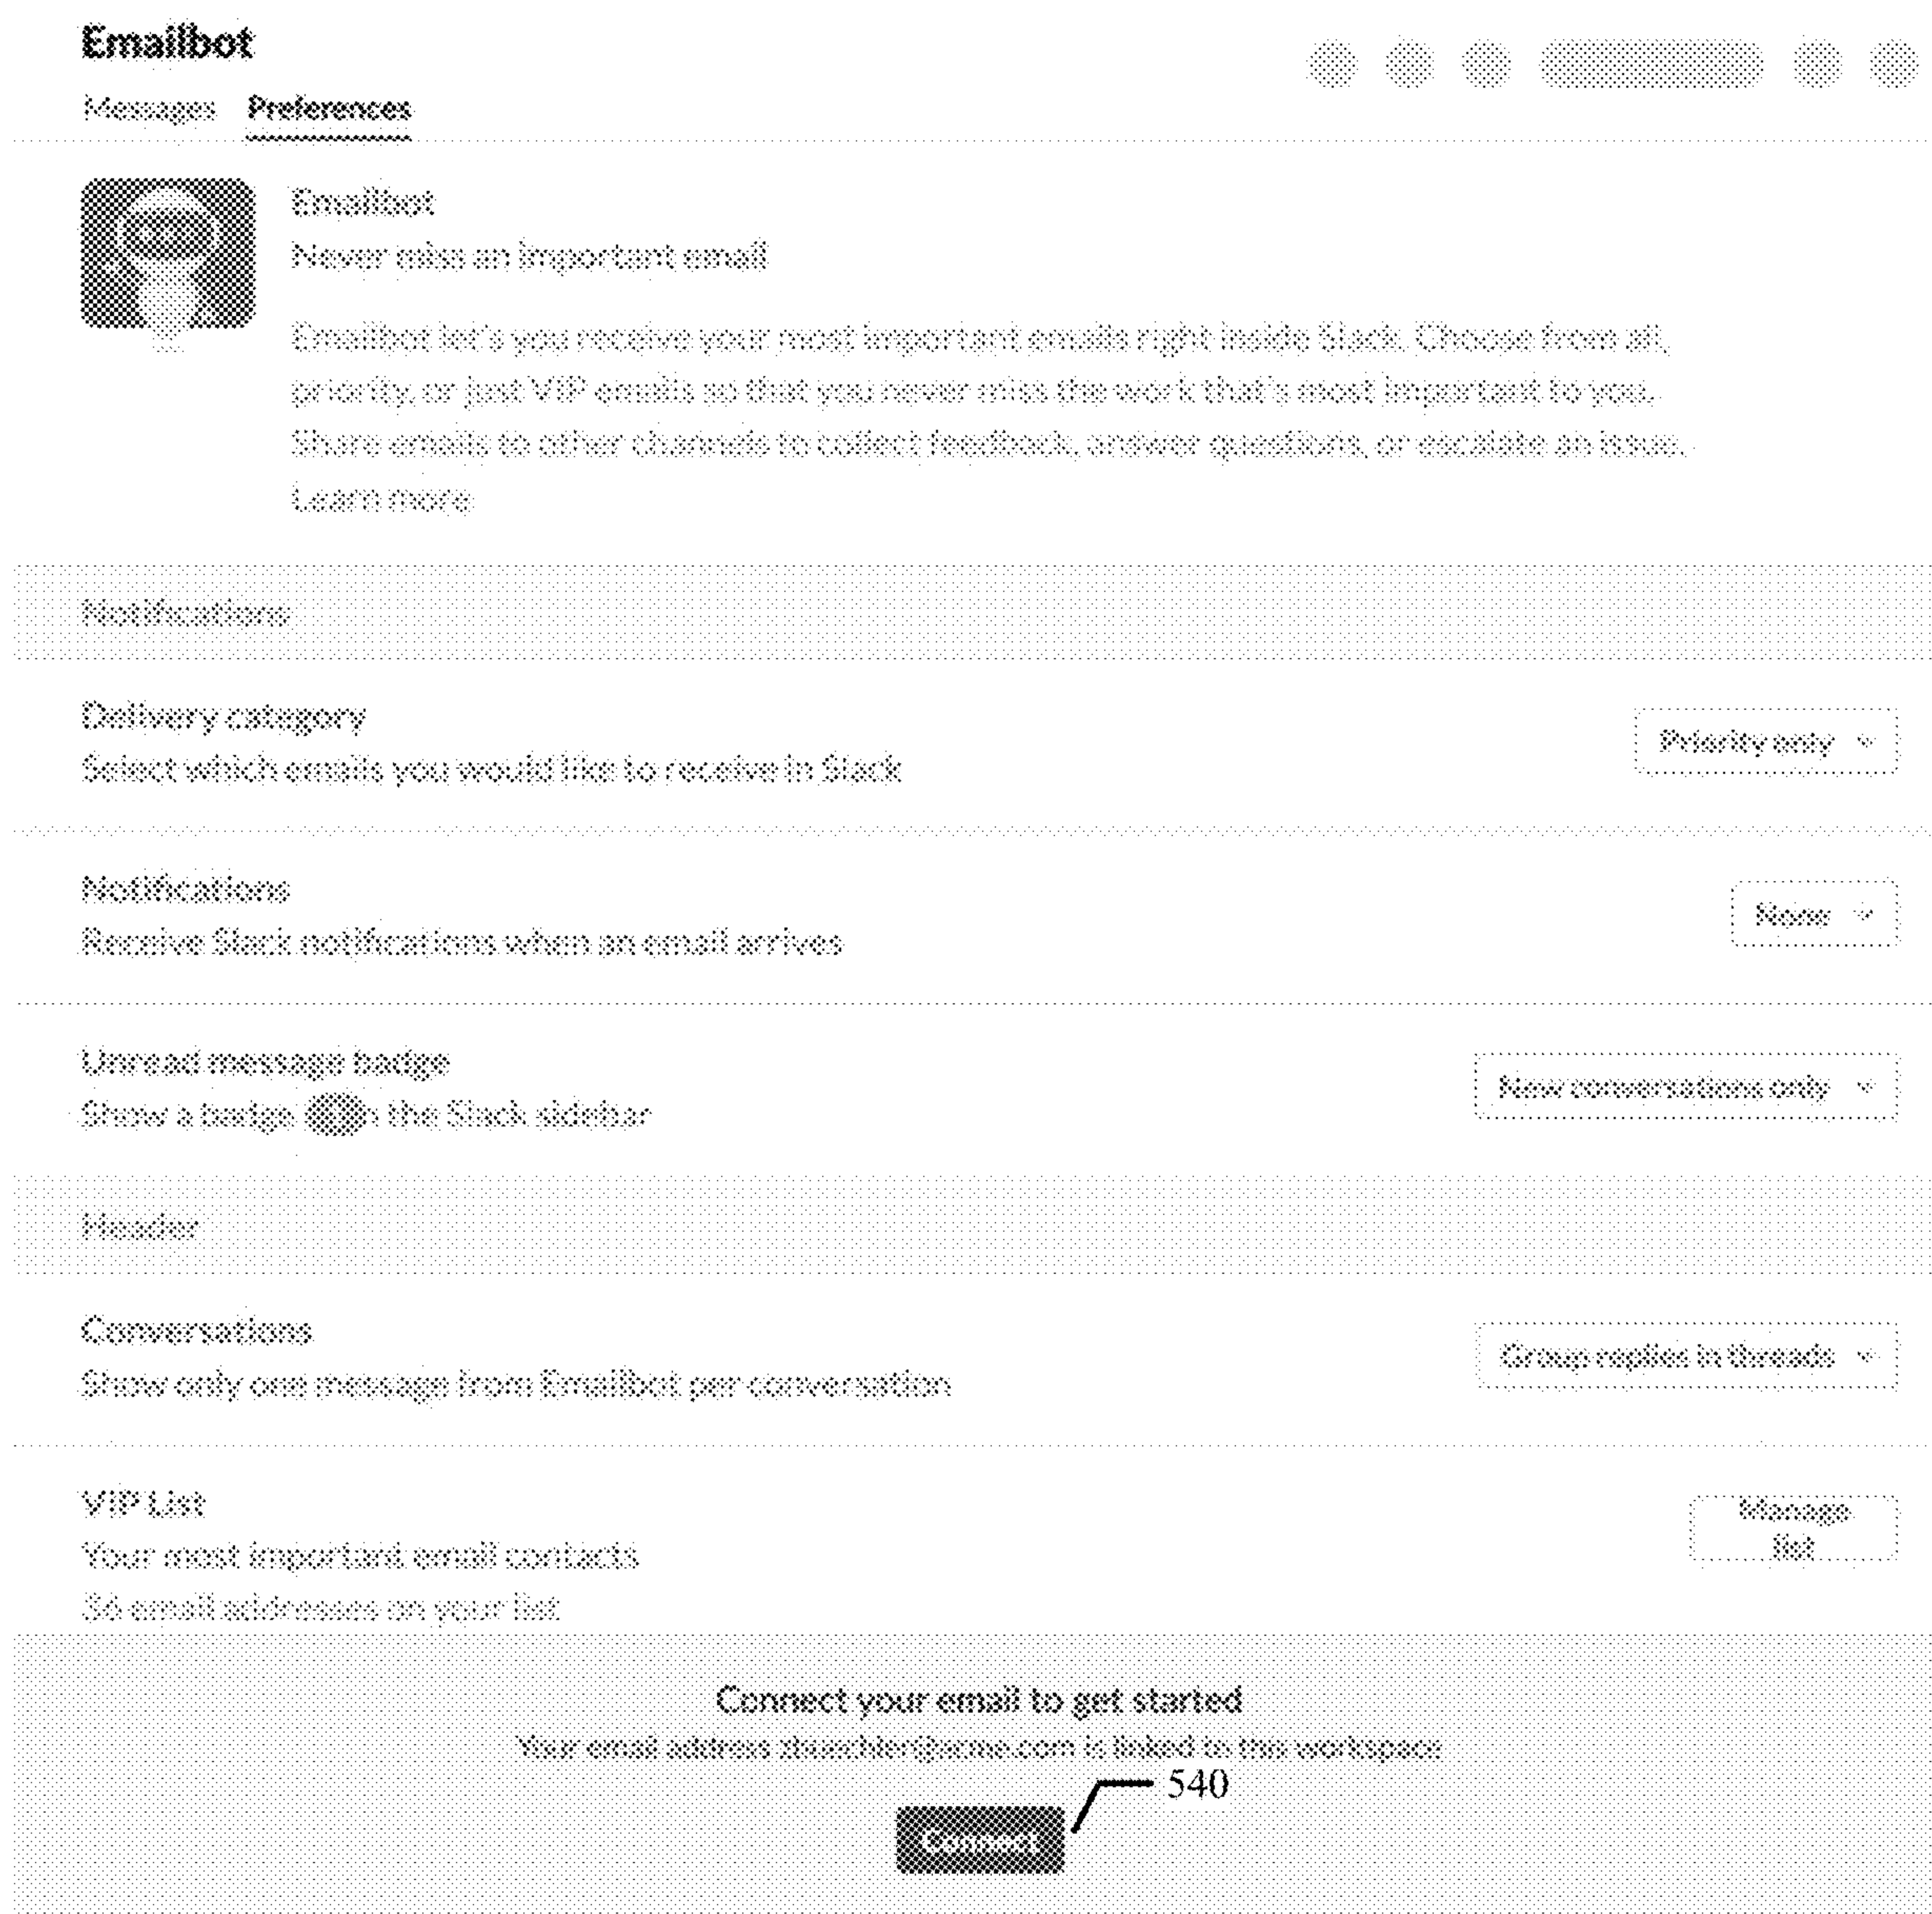 Emailbot
Messages Preferences
Emailbot
Never miss an important email
Emailbot let's you receive your most important emails right inside Slack. Choose from all,
priority, or just VIP emails so that you never miss the work that's most important to you.
Share emails to other channels to collect feedback, answer questions, or escalate an issue.
Learn more
Notifications
Delivery category
Priority only
Select which emails you would like to receive in Slack
Notifications
None
Receive Slack notifications when an email arrives
Unread message badge
New conversations only
Show a badge the Slack sidebar
Header
Conversations
Group replies in threads
Show only one message from Emailbot per conversation
VIP List
Manage
list
Your most important email contacts
36 email addresses on your list
Connect your email to get started
Your email address is linked to this workspace
540
Connect